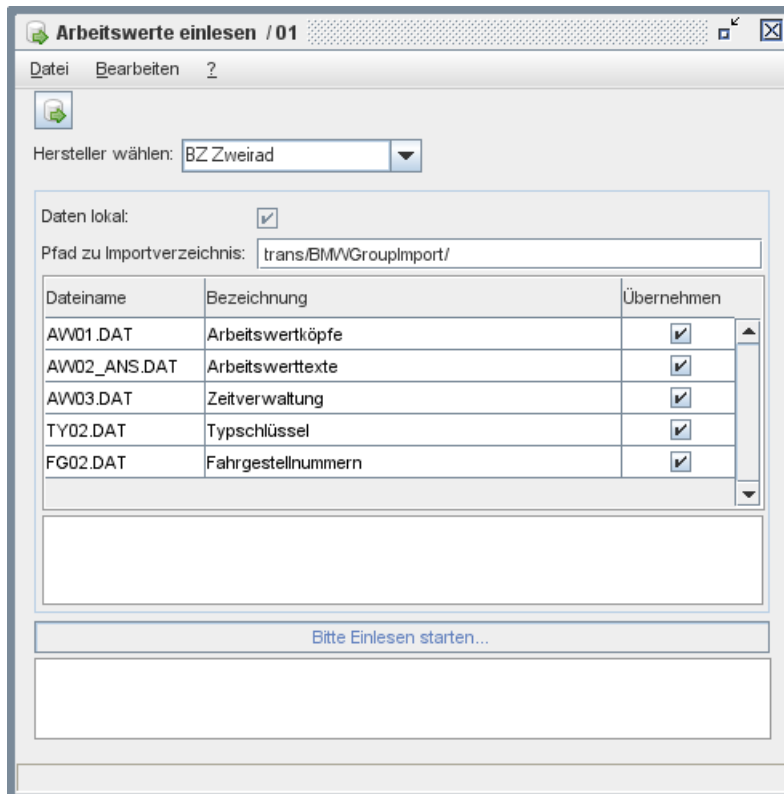 Arbeitswerte einlesen / 01
Datei Bearbeiten ?
Hersteller wählen: BZ Zweirad
Daten lokal:
Pfad zu Importverzeichnis: trans/BMWGroupImport/
Dateiname Bezeichnung Übernehmen
AW01.DAT Arbeitswertköpfe
AW02_ANS.DAT Arbeitswerttexte
AW03.DAT Zeitverwaltung
TY02.DAT Typschlüssel
FG02.DAT Fahrgestellnummern
Bitte Einlesen starten...